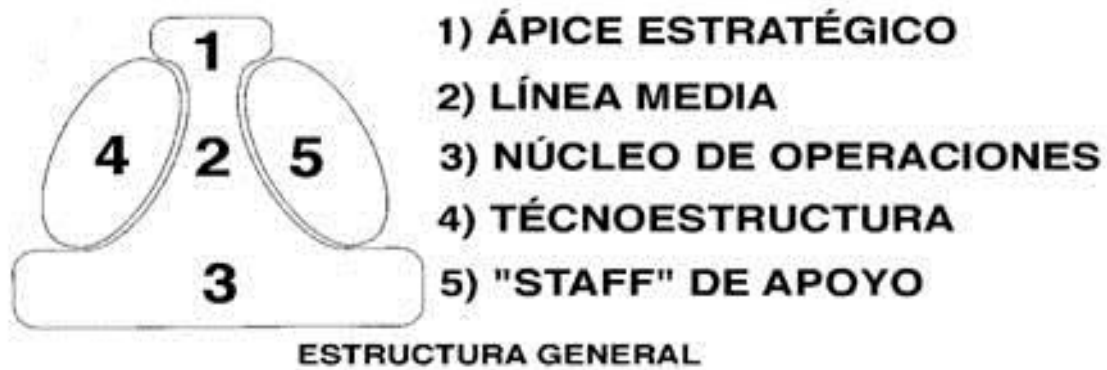 1
4 2 5
3
1) ÁPICE ESTRATÉGICO
2) LÍNEA MEDIA
3) NÚCLEO DE OPERACIONES
4) TÉCNOESTRUCTURA
5) "STAFF" DE APOYO
ESTRUCTURA GENERAL